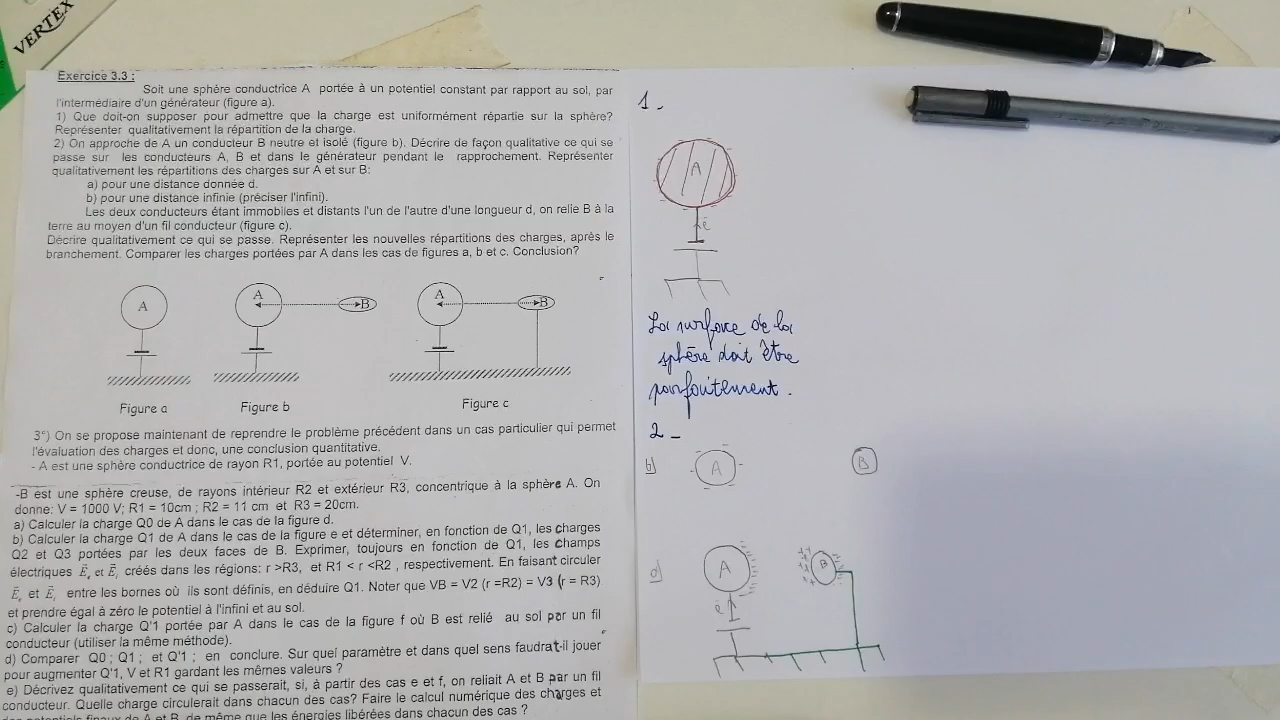 VERTEX
Exercice 3.3 :
Soit une sphère conductrice A portée à un potentiel constant par rapport au sol, par
l'intermédiaire d'un générateur (figure a).
1) Que doit-on supposer pour admettre que la charge est uniformément répartie sur la sphère?
Représenter qualitativement la répartition de la charge.
2) On approche de A un conducteur B neutre et isolé (figure b). Décrire de façon qualitative ce qui se
passe sur les conducteurs A, B et dans le générateur pendant le rapprochement. Représenter
qualitativement les répartitions des charges sur A et sur B:
a) pour une distance donnée d.
b) pour une distance infinie (préciser l'infini).
Les deux conducteurs étant immobiles et distants l'un de l'autre d'une longueur d, on relie B à la
terre au moyen d'un fil conducteur (figure c).
Décrire qualitativement ce qui se passe. Représenter les nouvelles répartitions des charges, après le
branchement. Comparer les charges portées par A dans les cas de figures a, b et c. Conclusion?
A
A
B
A
B
Figure a
Figure b
Figure c
3°) On se propose maintenant de reprendre le problème précédent dans un cas particulier qui permet
l'évaluation des charges et donc, une conclusion quantitative.
- A est une sphère conductrice de rayon R1, portée au potentiel V.
-B est une sphère creuse, de rayons intérieur R2 et extérieur R3, concentrique à la sphère A. On
donne: V = 1000 V; R1 = 10cm ; R2 = 11 cm et R3 = 20cm.
a) Calculer la charge Q0 de A dans le cas de la figure d.
b) Calculer la charge Q1 de A dans le cas de la figure e et déterminer, en fonction de Q1, les charges
Q2 et Q3 portées par les deux faces de B. Exprimer, toujours en fonction de Q1, les champs
électriques E⃗e et E⃗i créés dans les régions: r >R3, et R1 < r <R2 , respectivement. En faisant circuler
E⃗e et E⃗i entre les bornes où ils sont définis, en déduire Q1. Noter que VB = V2 (r =R2) = V3 (r = R3)
et prendre égal à zéro le potentiel à l'infini et au sol.
c) Calculer la charge Q'1 portée par A dans le cas de la figure f où B est relié au sol par un fil
conducteur (utiliser la même méthode).
d) Comparer Q0 ; Q1 ; et Q'1 ; en conclure. Sur quel paramètre et dans quel sens faudrat-il jouer
pour augmenter Q'1, V et R1 gardant les mêmes valeurs ?
e) Décrivez qualitativement ce qui se passerait, si, à partir des cas e et f, on reliait A et B par un fil
conducteur. Quelle charge circulerait dans chacun des cas? Faire le calcul numérique des charges et
potentiels finaux de A et B, de même que les énergies libérées dans chacun des cas ?
1 -
A
e
La surface de la
sphère doit être
parfaitement .
2 -
b)
A
B
A
B
e